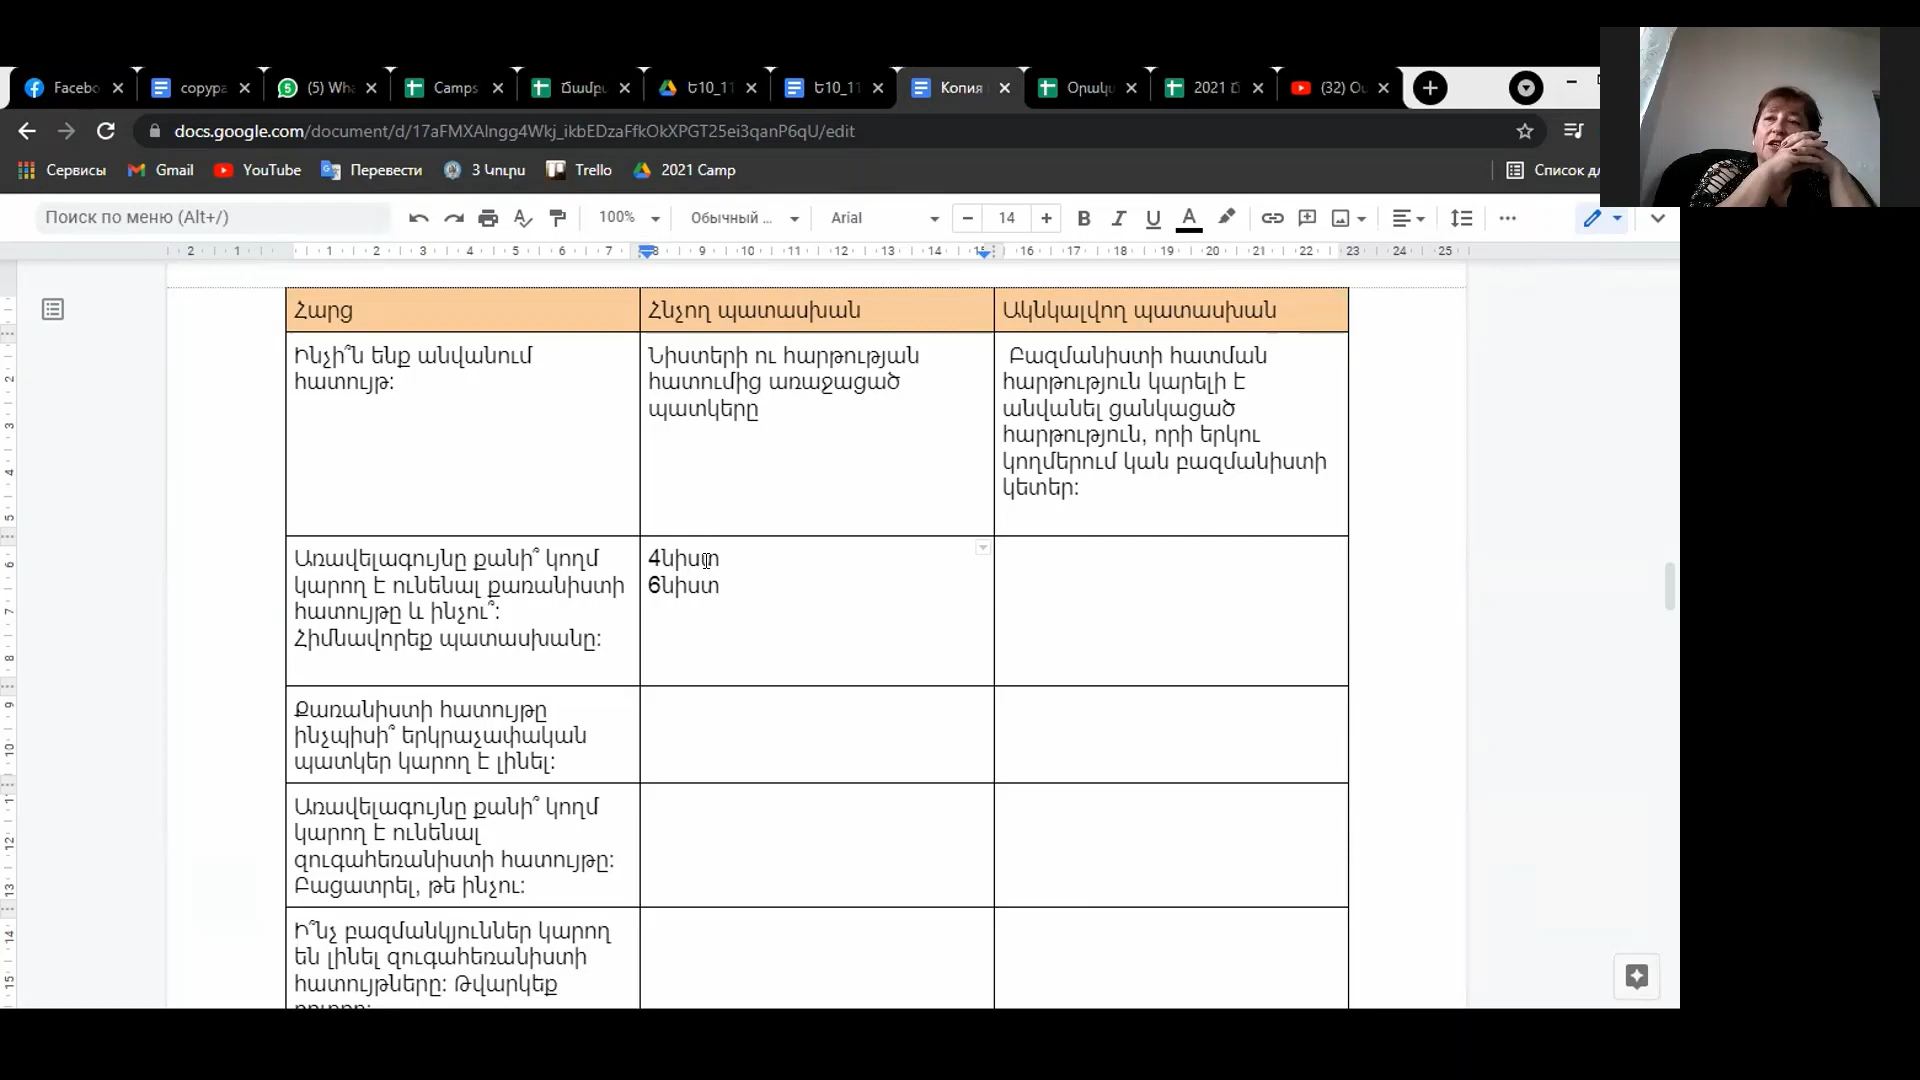 Facebo
copypa
(5) Wha
Camps
Ե10_11
Ե10_11
Копия
2021 Ճ
(32) Ou
docs.google.com/document/d/17aFMXAlngg4Wkj_ikbEDzaFfkOkXPGT25ei3qanP6qU/edit
Сервисы
Gmail
YouTube
Перевести
3 Կուրս
Trello
2021 Camp
Список дл
Поиск по меню (Alt+/)
100%
Обычный ...
Arial
14
Հարց
Հնչող պատասխան
Ակնկալվող պատասխան
Ինչի՞ն ենք անվանում
հատույթ:
Նիստերի ու հարթության
հատումից առաջացած
պատկերը
Բազմանիստի հատման
հարթություն կարելի է
անվանել ցանկացած
հարթություն, որի երկու
կողմերում կան բազմանիստի
կետեր:
Առավելագույնը քանի՞ կողմ
կարող է ունենալ քառանիստի
հատույթը և ինչու՞:
Հիմնավորեք պատասխանը:
4նիստ
6նիստ
Քառանիստի հատույթը
ինչպիսի՞ երկրաչափական
պատկեր կարող է լինել:
Առավելագույնը քանի՞ կողմ
կարող է ունենալ
զուգահեռանիստի հատույթը:
Բացատրել, թե ինչու:
Ի՞նչ բազմանկյուններ կարող
են լինել զուգահեռանիստի
հատույթները: Թվարկեք